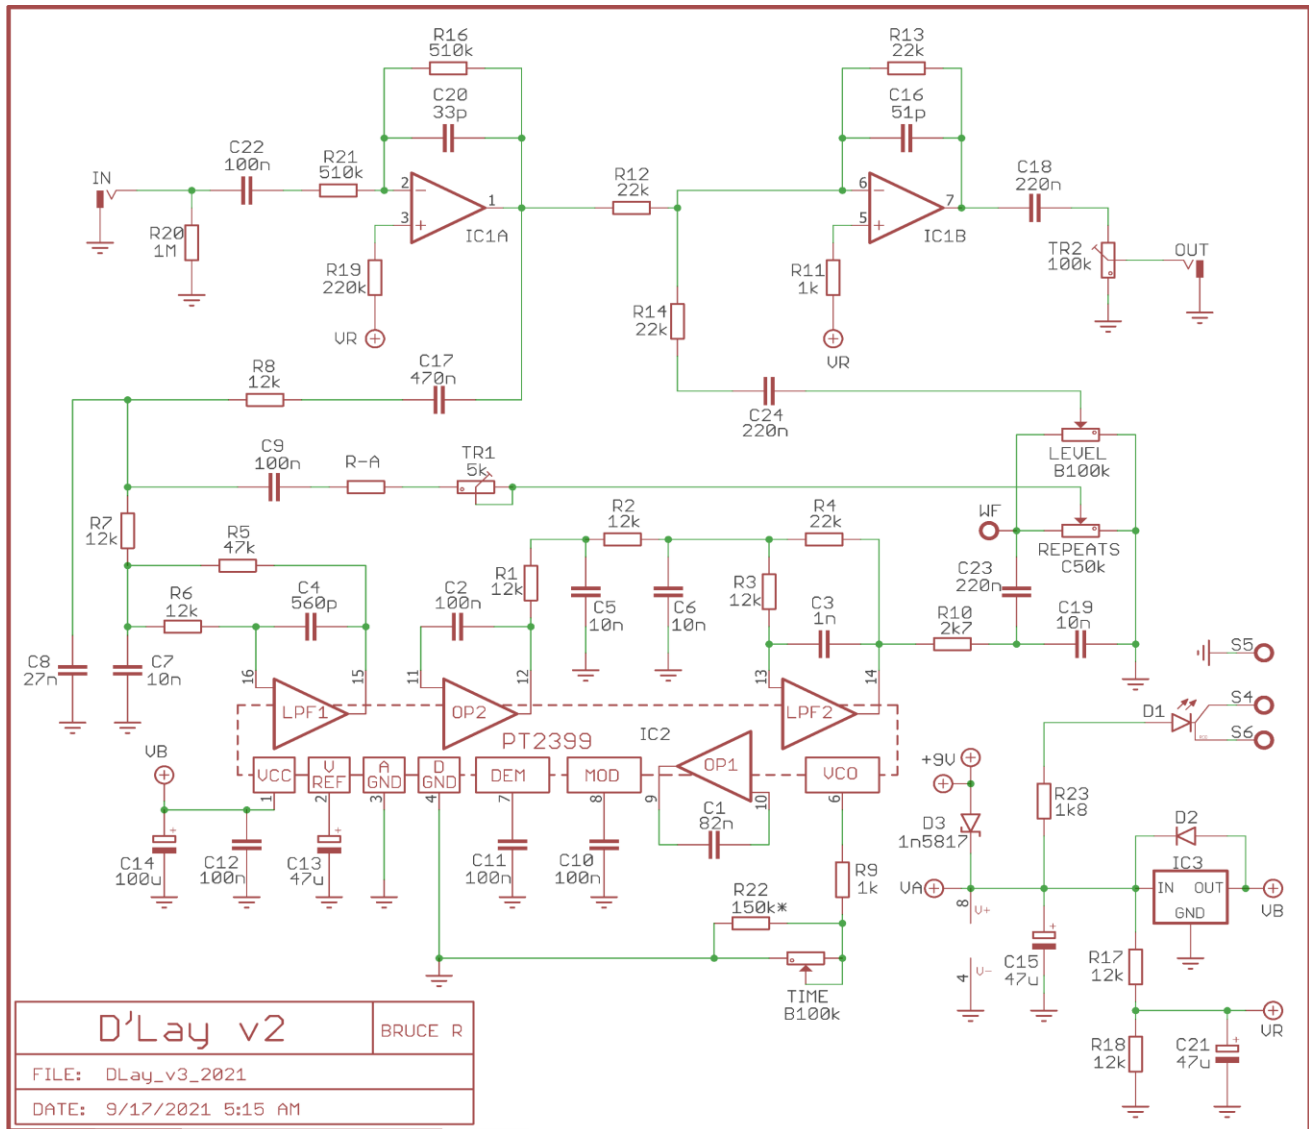 R16
510k
C20
33p
R13
22k
C16
51p
IN
C22
100n
R21
510k
R20
1M
2
3
1
IC1A
R19
220k
VR
R12
22k
6
5
7
IC1B
R11
1k
VR
C18
220n
TR2
100k
OUT
R14
22k
R8
12k
C17
470n
C24
220n
LEVEL
B100k
C9
100n
R-A
TR1
5k
R7
12k
R5
47k
R6
12k
C4
560p
C2
100n
R1
12k
R2
12k
C5
10n
C6
10n
R4
22k
R3
12k
C3
1n
WF
REPEATS
C50k
C23
220n
R10
2k7
C19
10n
C8
27n
C7
10n
16
15
LPF1
11
12
OP2
13
14
LPF2
PT2399
IC2
OP1
VB
VCC
V
REF
A
GND
D
GND
DEM
MOD
VCO
1
2
3
4
7
8
9
10
6
C14
100u
C12
100n
C13
47u
C11
100n
C10
100n
C1
82n
R9
1k
R22
150k*
TIME
B100k
S5
S4
S6
D1
+9V
D3
1n5817
R23
1k8
D2
IC3
IN
OUT
GND
VA
VB
8
V+
4
V-
C15
47u
R17
12k
R18
12k
C21
47u
VR
D'Lay v2
BRUCE R
FILE: DLay_v3_2021
DATE: 9/17/2021 5:15 AM